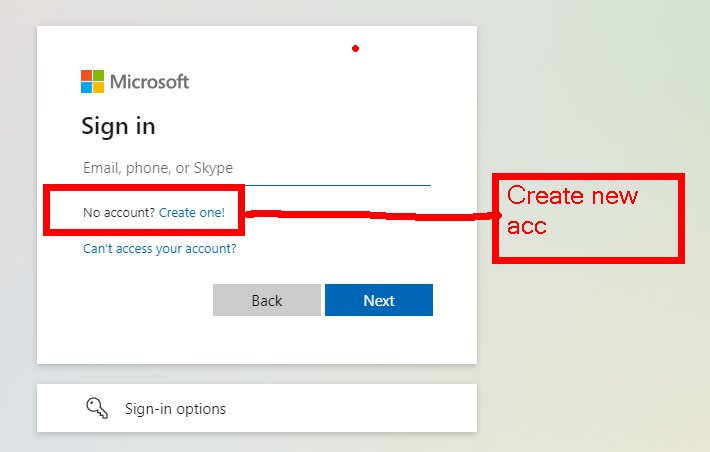 Microsoft
Sign in
Email, phone, or Skype
No account? Create one!
Can't access your account?
Back
Next
Sign-in options
Create new
acc